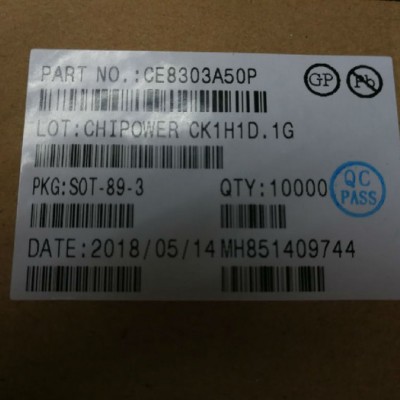 PART NO.:CE8303A50P
GP
Pb
LOT:CHIPOWER CK1H1D.1G
PKG:SOT-89-3
QTY:10000
QC
PASS
DATE:2018/05/14 MH851409744